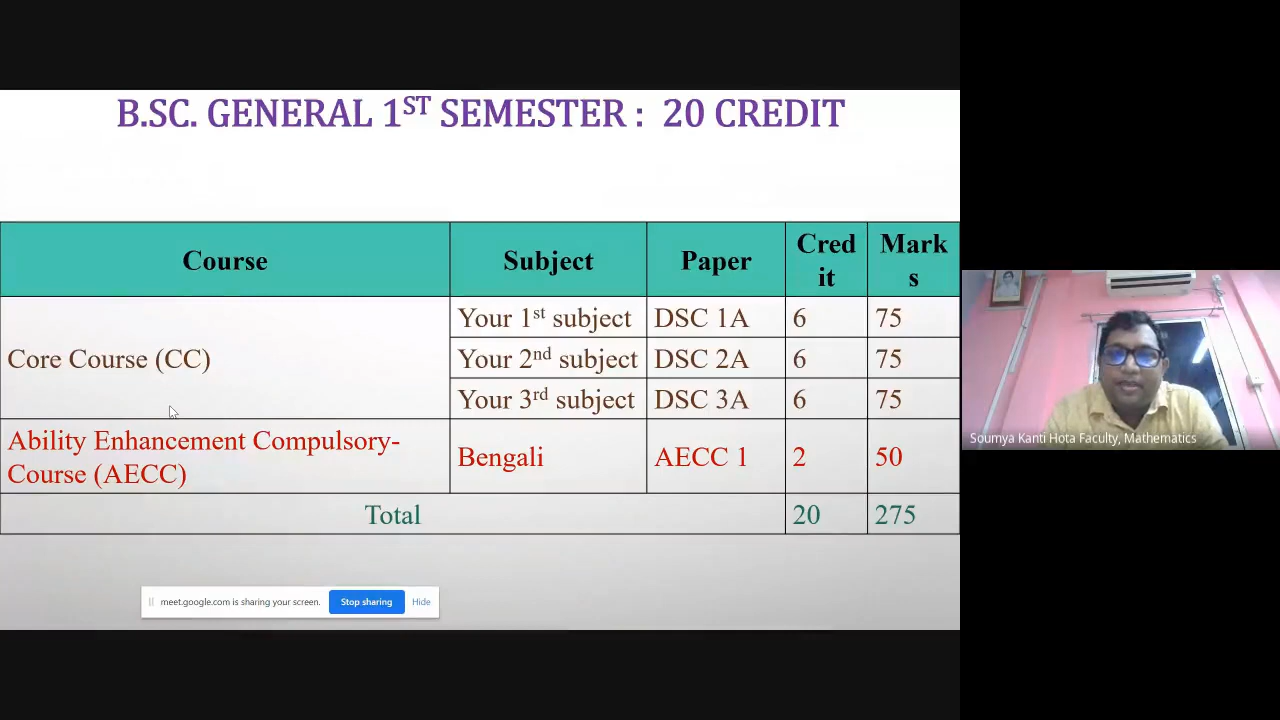 B.SC. GENERAL 1ST SEMESTER : 20 CREDIT
Course Subject Paper Cred it Mark s
Core Course (CC)
Your 1st subject DSC 1A 6 75
Your 2nd subject DSC 2A 6 75
Your 3rd subject DSC 3A 6 75
Ability Enhancement Compulsory-
Course (AECC)
Bengali AECC 1 2 50
Total 20 275
meet.google.com is sharing your screen. Stop sharing Hide
Soumya Kanti Hota Faculty, Mathematics